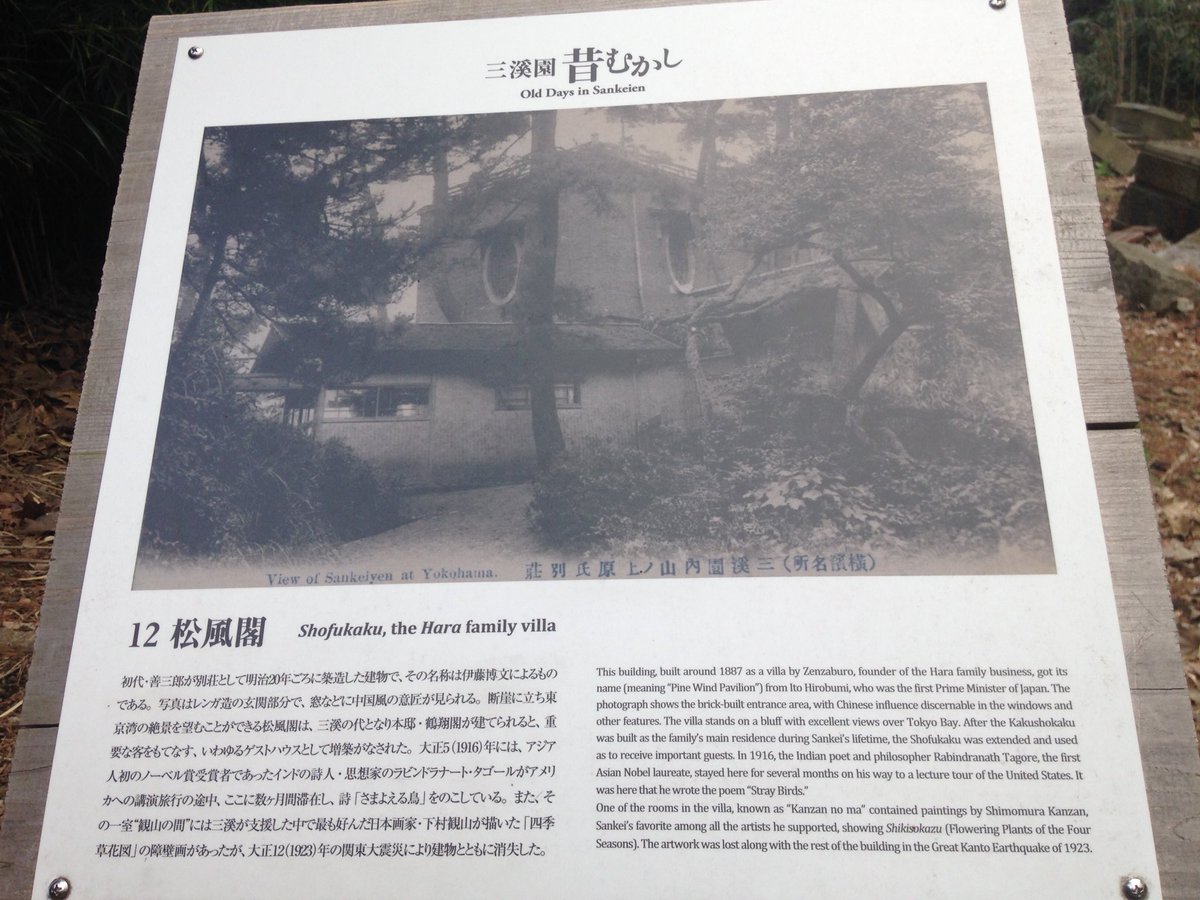 三溪園 昔むかし
Old Days in Sankeien
View of Sankeiyen at Yokohama. 荘別氏原上ノ山内園溪三(所名濱横)
12 松風閣 Shofukaku, the Hara family villa
初代・善三郎が別荘として明治20年ごろに築造した建物で、その名称は伊藤博文によるもの
である。写真はレンガ造の玄関部分で、窓などに中国風の意匠が見られる。断崖に立ち東
京湾の絶景を望むことができる松風閣は、三溪の代となり本邸・鶴翔閣が建てられると、重
要な客をもてなす、いわゆるゲストハウスとして増築がなされた。大正5(1916)年には、アジア
人初のノーベル賞受賞者であったインドの詩人・思想家のラビンドラナート・タゴールがアメリ
カへの講演旅行の途中、ここに数ヶ月間滞在し、詩「さまよえる鳥」をのこしている。また、そ
の一室“観山の間”には三溪が支援した中で最も好んだ日本画家・下村観山が描いた「四季
草花図」の障壁画があったが、大正12(1923)年の関東大震災により建物とともに消失した。
This building, built around 1887 as a villa by Zenzaburo, founder of the Hara family business, got its
name (meaning “Pine Wind Pavilion”) from Ito Hirobumi, who was the first Prime Minister of Japan. The
photograph shows the brick-built entrance area, with Chinese influence discernable in the windows and
other features. The villa stands on a bluff with excellent views over Tokyo Bay. After the Kakushokaku
was built as the family’s main residence during Sankei’s lifetime, the Shofukaku was extended and used
as to receive important guests. In 1916, the Indian poet and philosopher Rabindranath Tagore, the first
Asian Nobel laureate, stayed here for several months on his way to a lecture tour of the United States. It
was here that he wrote the poem “Stray Birds.”
One of the rooms in the villa, known as “Kanzan no ma” contained paintings by Shimomura Kanzan,
Sankei’s favorite among all the artists he supported, showing Shikisokazu (Flowering Plants of the Four
Seasons). The artwork was lost along with the rest of the building in the Great Kanto Earthquake of 1923.